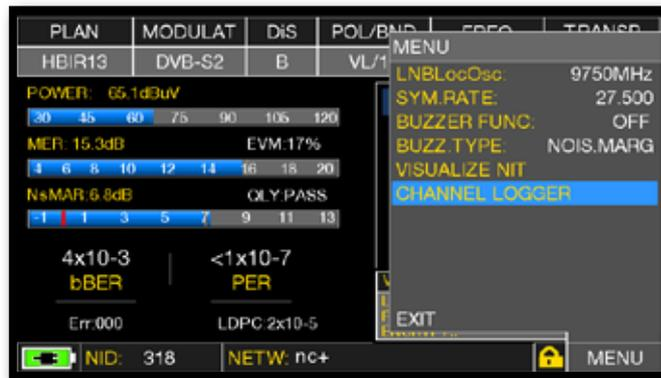 PLAN MODULAT DiS POL/BND
HBIR13 DVB-S2 B VL/1
MENU
LNBLocOsc: 9750MHz
SYM.RATE: 27.500
BUZZER FUNC: OFF
BUZZ.TYPE: NOIS.MARG
VISUALIZE NIT
CHANNEL LOGGER
EXIT
POWER: 65.1dBuV
30 45 60 75 90 105 120
MER: 15.3dB EVM:17%
4 6 8 10 12 14 16 18 20
NsMAR:6.8dB QLY:PASS
-1 1 3 5 7 9 11 13
4x10-3 <1x10-7
bBER PER
Err:000 LDPC:2x10-5
NID: 318 NETW: nc+ MENU